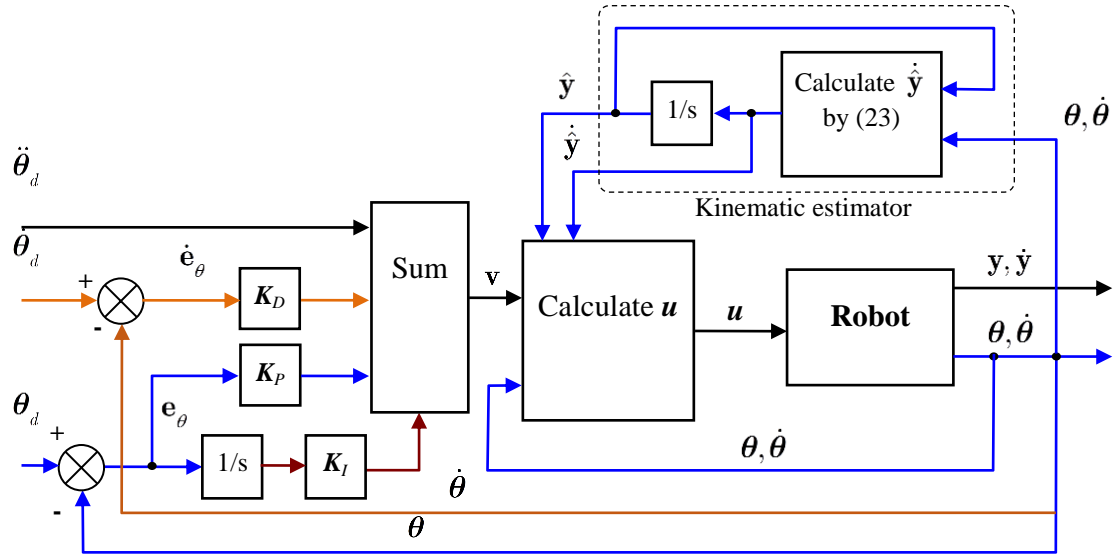 ŷ
1/s
Calculate ŷ̇
by (23)
θ, θ̇
ŷ̇
θ̈_d
Kinematic estimator
θ̇_d
ė_θ
Sum
v
Calculate u
u
Robot
y, ẏ
θ, θ̇
+
-
K_D
K_P
θ_d
e_θ
+
-
1/s
K_I
θ, θ̇
θ̇
θ